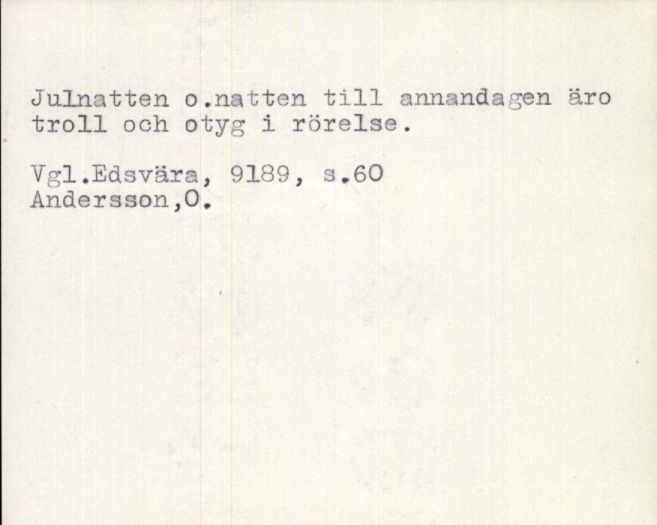 Julnatten o.natten till annandagen äro
troll och otyg i rörelse.
Vgl.Edsvära, 9189, s.60
Andersson,O.